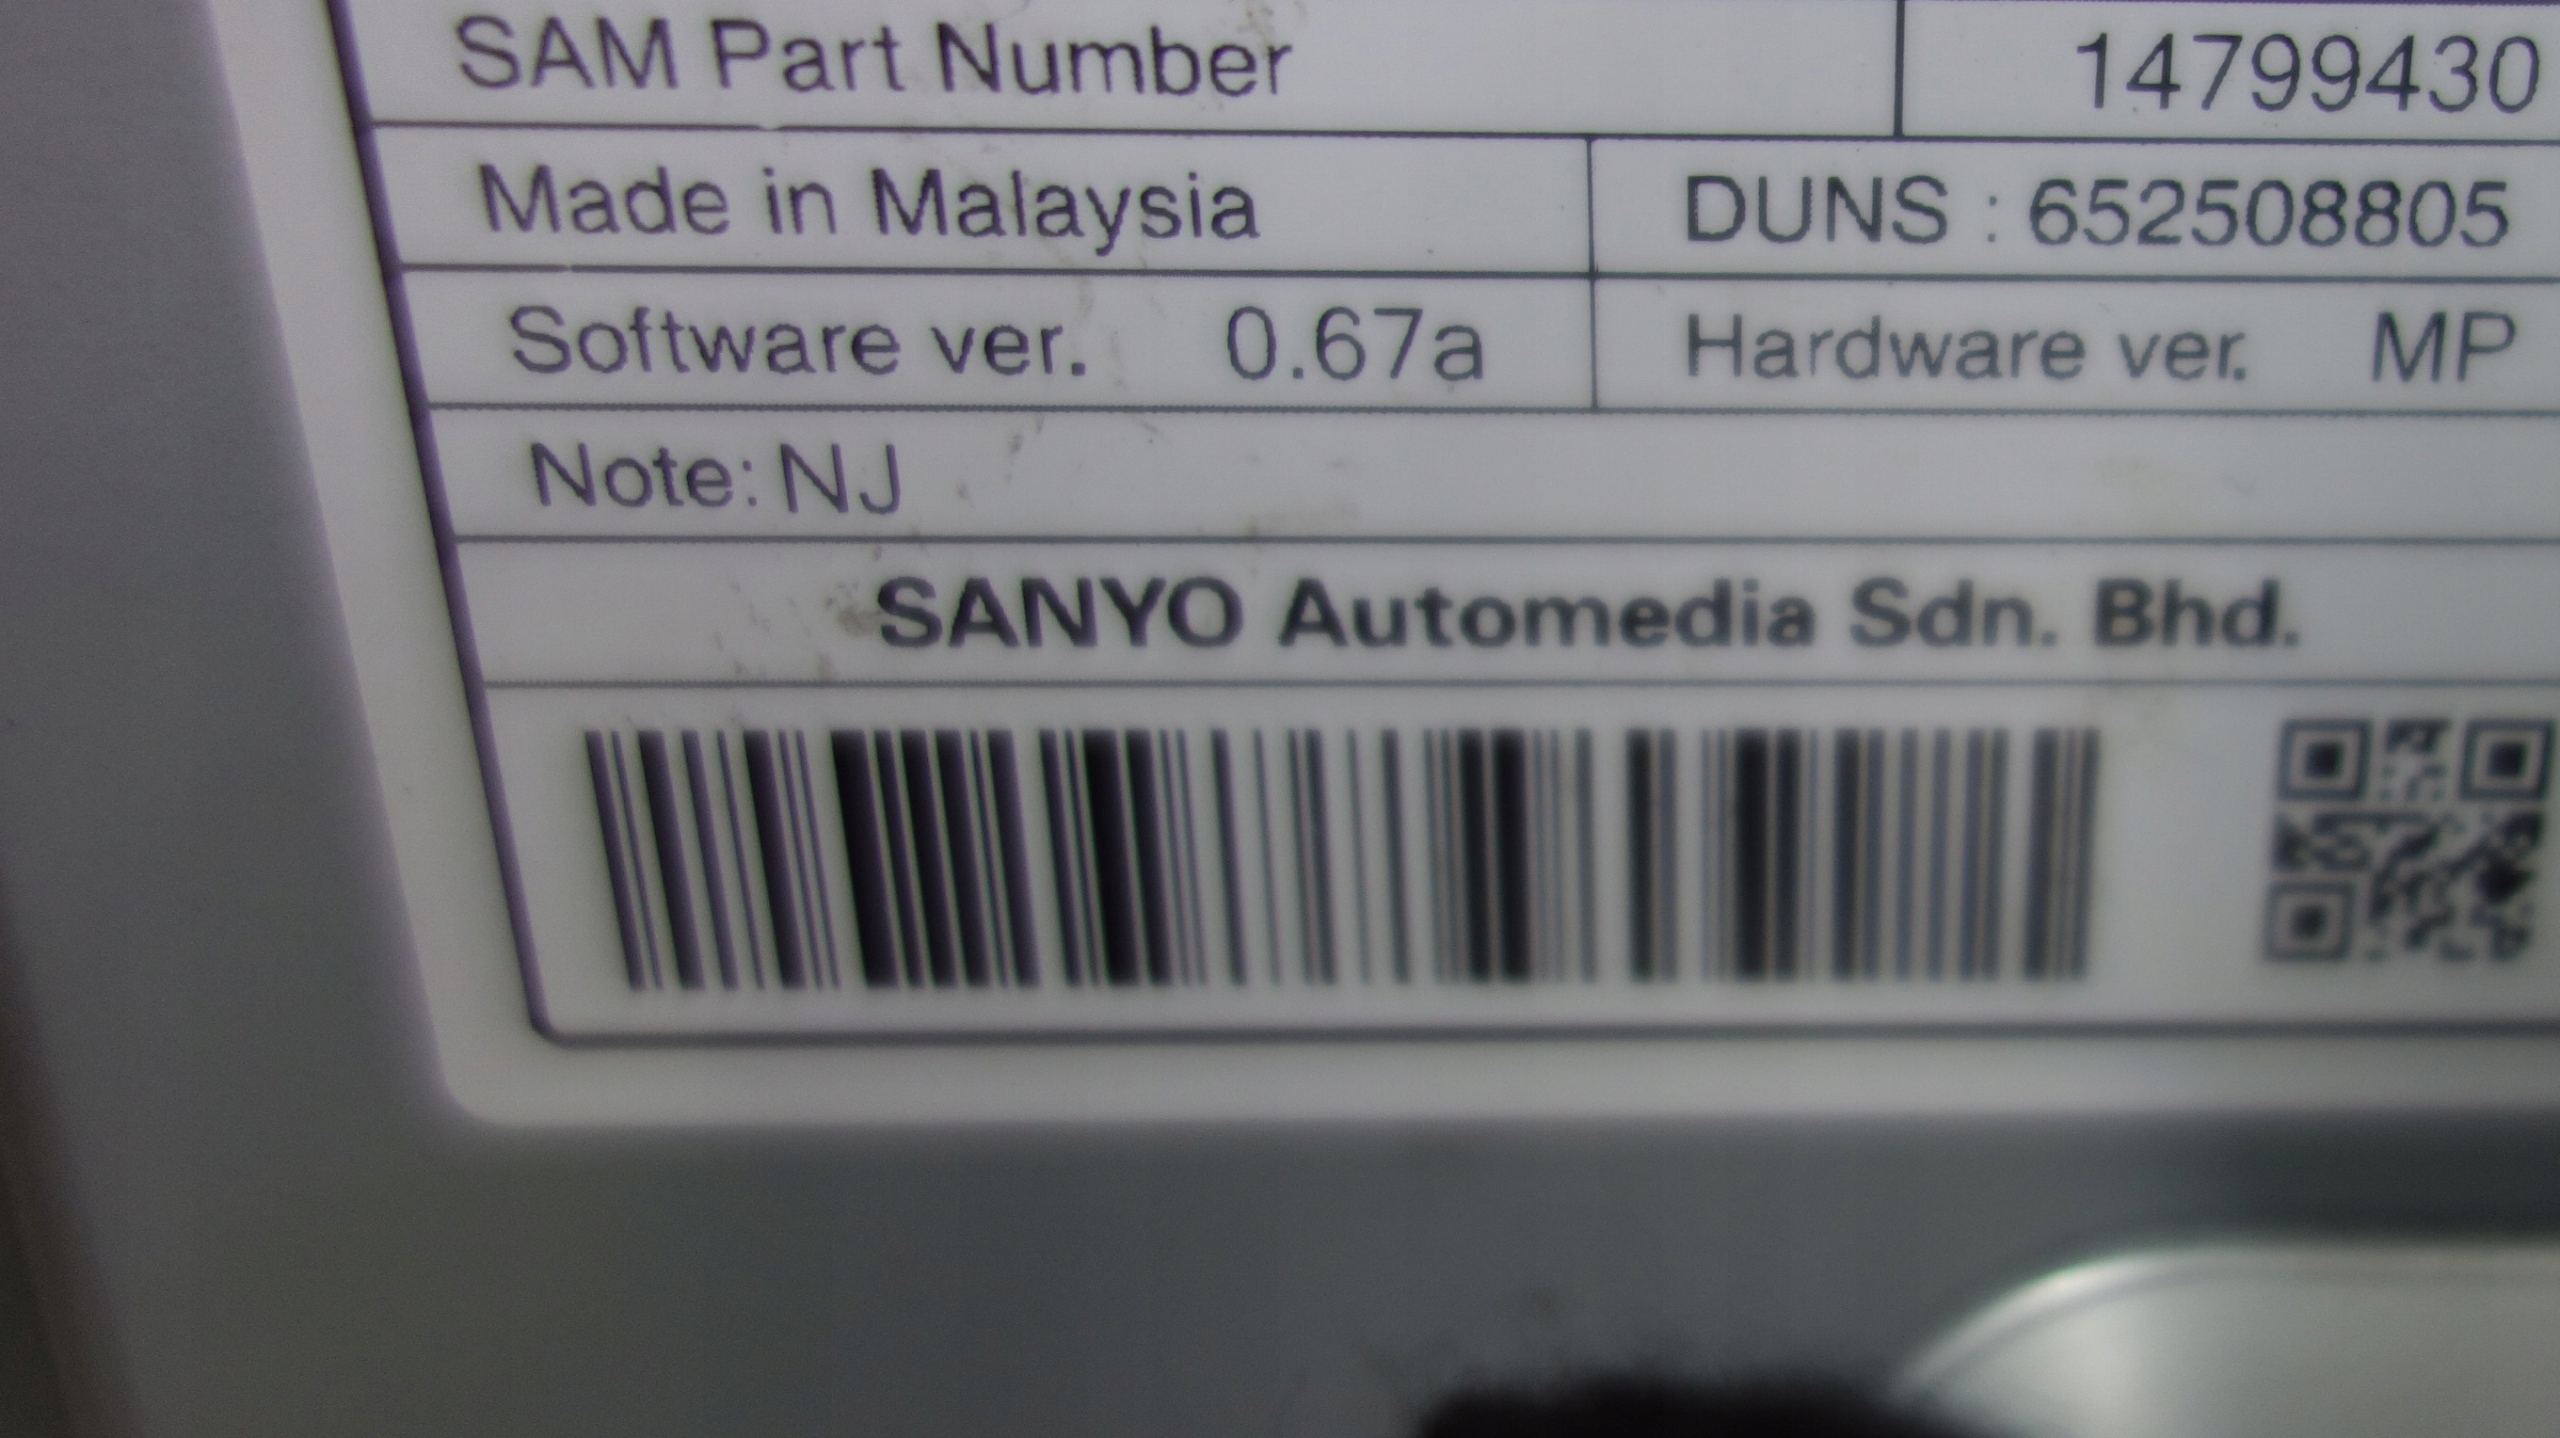 SAM Part Number 14799430
Made in Malaysia DUNS : 652508805
Software ver. 0.67a Hardware ver. MP
Note: NJ
SANYO Automedia Sdn. Bhd.